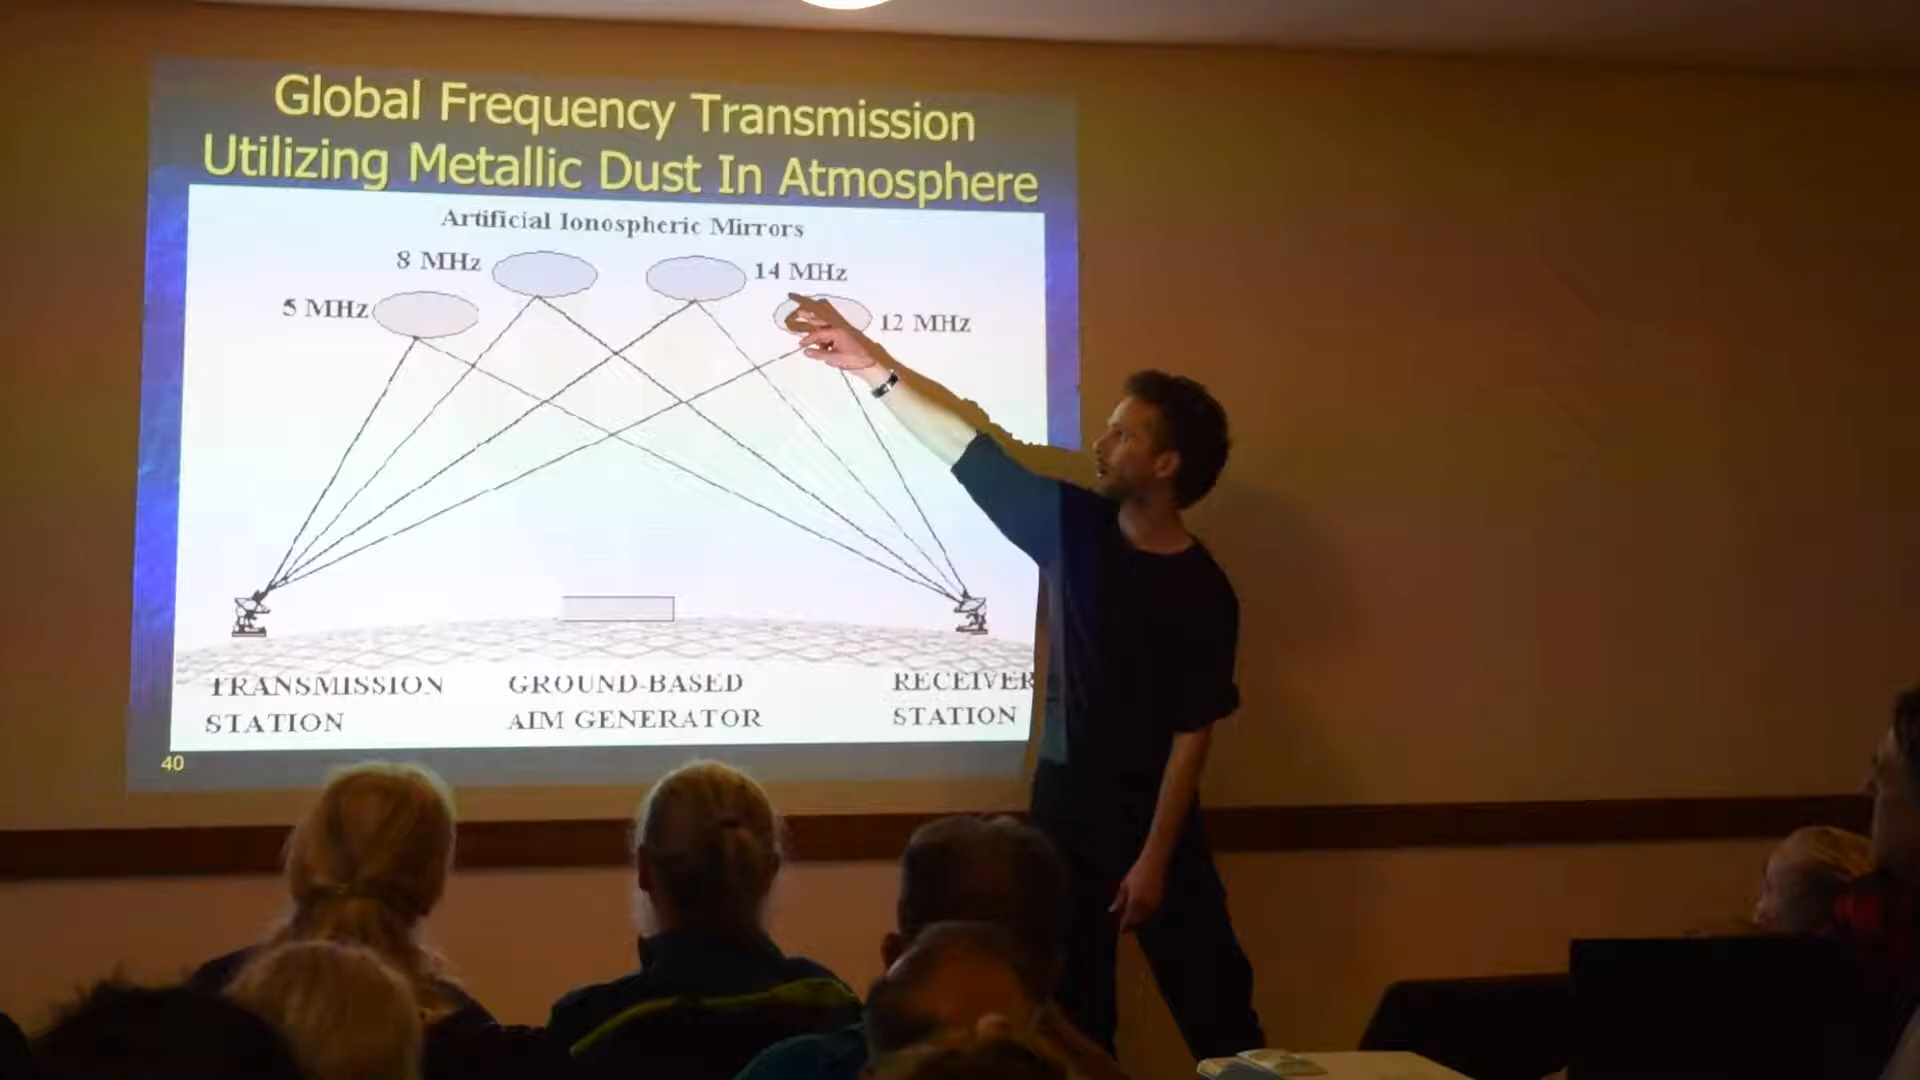 Global Frequency Transmission
Utilizing Metallic Dust In Atmosphere
Artificial Ionospheric Mirrors
8 MHz
14 MHz
5 MHz
12 MHz
TRANSMISSION
STATION
GROUND-BASED
AIM GENERATOR
RECEIVER
STATION
40